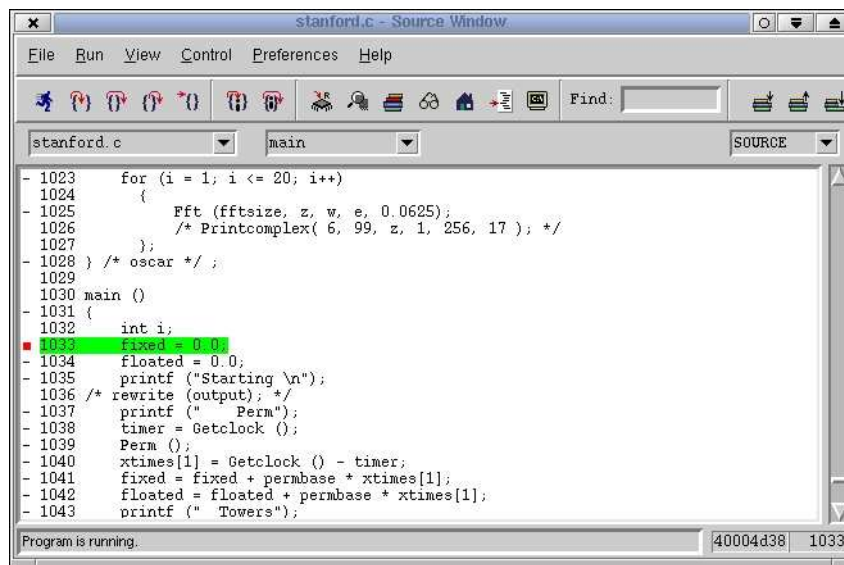 stanford.c - Source Window
File Run View Control Preferences Help
Find:
stanford.c main SOURCE
- 1023 for (i = 1; i <= 20; i++)
1024 {
- 1025 Fft (fftsize, z, w, e, 0.0625);
1026 /* Printcomplex( 6, 99, z, 1, 256, 17 ); */
1027 };
- 1028 } /* oscar */ ;
1029
1030 main ()
- 1031 {
1032 int i;
1033 fixed = 0.0;
- 1034 floated = 0.0;
- 1035 printf ("Starting \n");
1036 /* rewrite (output); */
- 1037 printf ("    Perm");
- 1038 timer = Getclock ();
- 1039 Perm ();
- 1040 xtimes[1] = Getclock () - timer;
- 1041 fixed = fixed + permbase * xtimes[1];
- 1042 floated = floated + permbase * xtimes[1];
- 1043 printf ("  Towers");
Program is running. 40004d38 1033